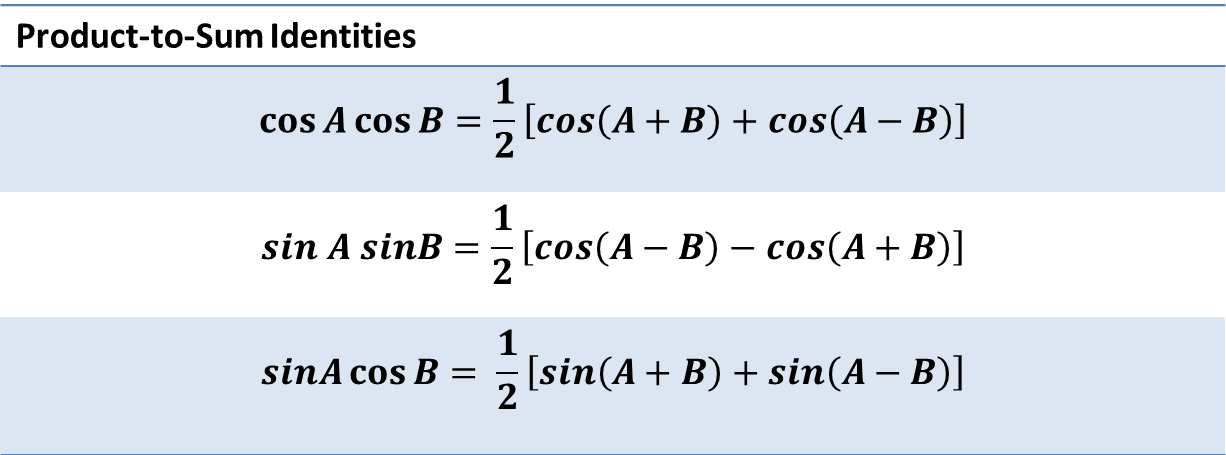 Product-to-Sum Identities
cos A cos B = 1/2 [cos(A + B) + cos(A − B)]
sin A sinB = 1/2 [cos(A − B) − cos(A + B)]
sinA cos B = 1/2 [sin(A + B) + sin(A − B)]